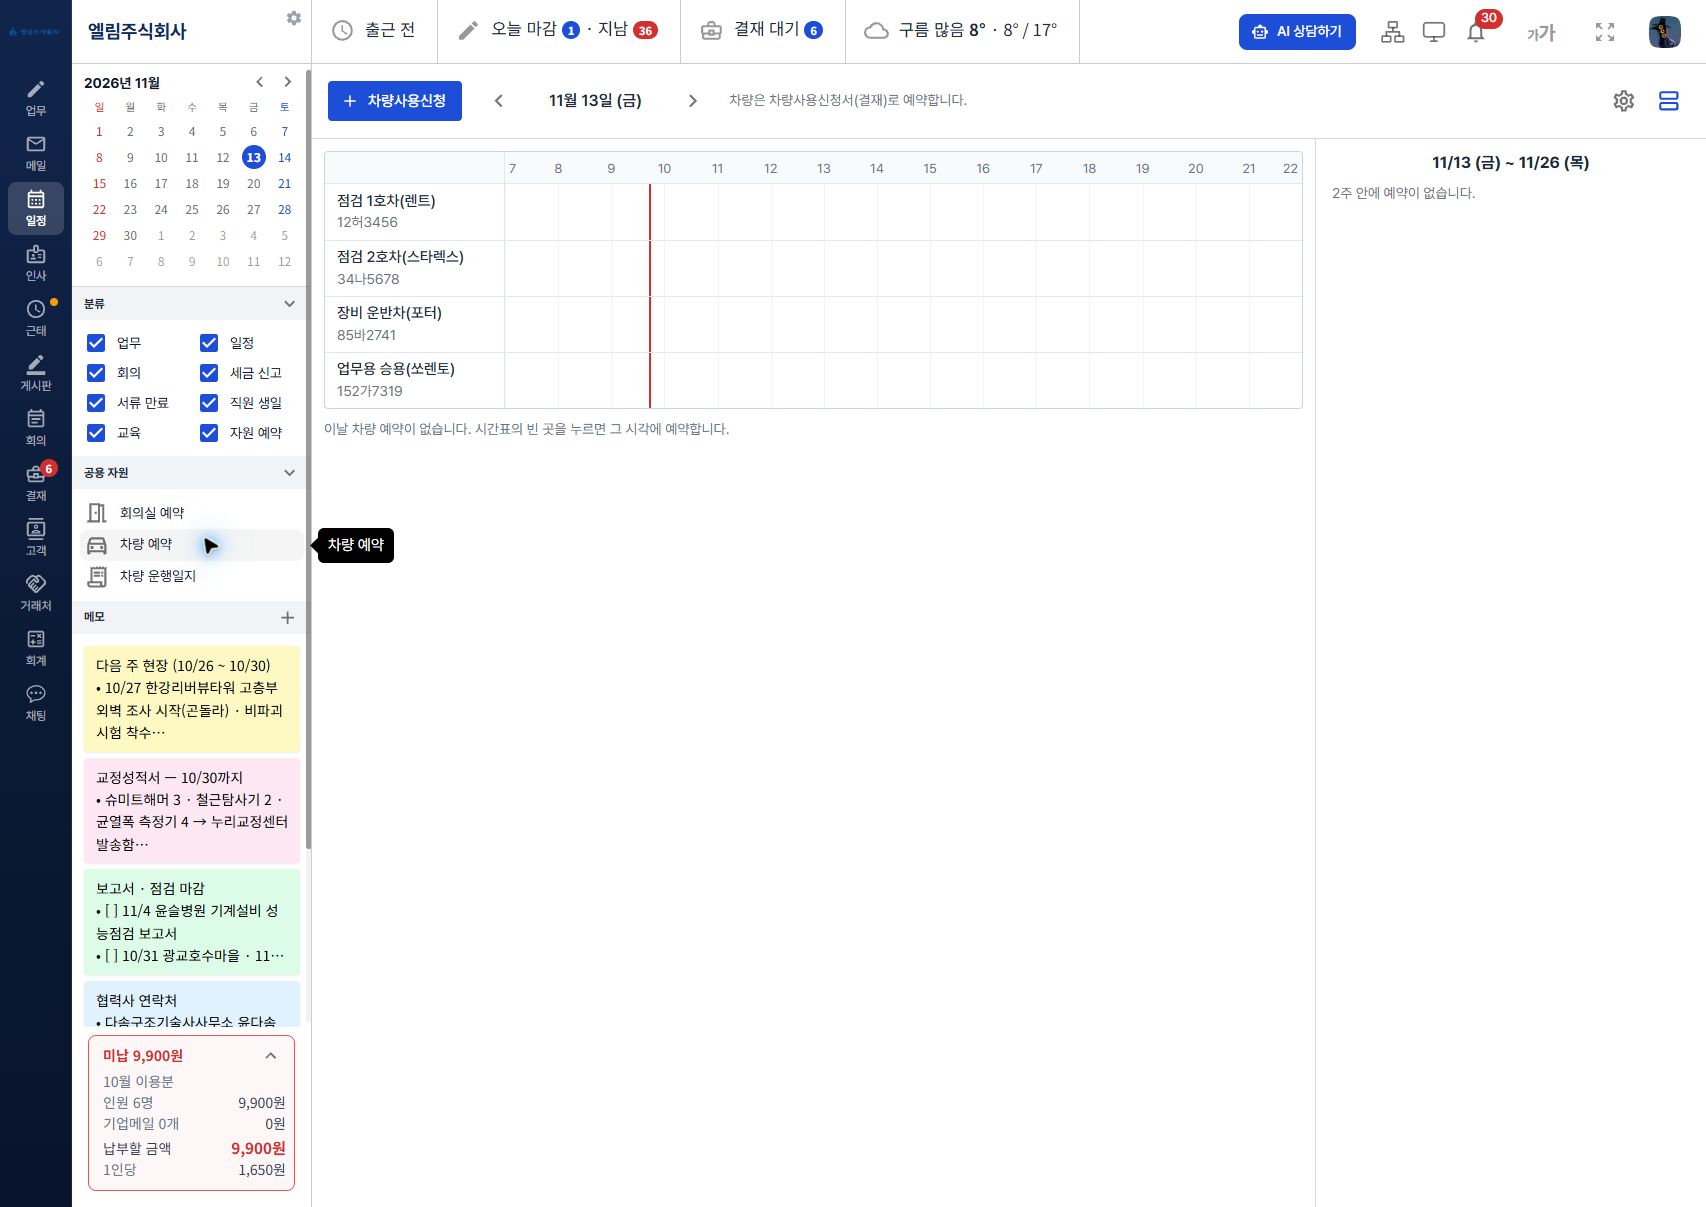 엘림주식회사
엘림주식회사
출근 전
오늘 마감 1 · 지남 36
결재 대기 6
구름 많음 8° · 8° / 17°
AI 상담하기
30
가가
업무
메일
일정
인사
근태
게시판
회의
6
결재
고객
거래처
회계
채팅
2026년 11월
일 월 화 수 목 금 토
1 2 3 4 5 6 7
8 9 10 11 12 13 14
15 16 17 18 19 20 21
22 23 24 25 26 27 28
29 30 1 2 3 4 5
6 7 8 9 10 11 12
분류
업무 일정
회의 세금 신고
서류 만료 직원 생일
교육 자원 예약
공용 자원
회의실 예약
차량 예약
차량 운행일지
차량 예약
메모
다음 주 현장 (10/26 ~ 10/30)
• 10/27 한강리버뷰타워 고층부
외벽 조사 시작(곤돌라) · 비파괴
시험 착수…
교정성적서 — 10/30까지
• 슈미트해머 3 · 철근탐사기 2 ·
균열폭 측정기 4 → 누리교정센터
발송함…
보고서 · 점검 마감
• [ ] 11/4 윤슬병원 기계설비 성
능점검 보고서
• [ ] 10/31 광교호수마을 · 11…
협력사 연락처
• 다솔구조기술사사무소 윤다솔
미납 9,900원
10월 이용분
인원 6명 9,900원
기업메일 0개 0원
납부할 금액 9,900원
1인당 1,650원
+ 차량사용신청
11월 13일 (금)
차량은 차량사용신청서(결재)로 예약합니다.
7 8 9 10 11 12 13 14 15 16 17 18 19 20 21 22
점검 1호차(렌트)
12허3456
점검 2호차(스타렉스)
34나5678
장비 운반차(포터)
85바2741
업무용 승용(쏘렌토)
152가7319
이날 차량 예약이 없습니다. 시간표의 빈 곳을 누르면 그 시각에 예약합니다.
11/13 (금) ~ 11/26 (목)
2주 안에 예약이 없습니다.